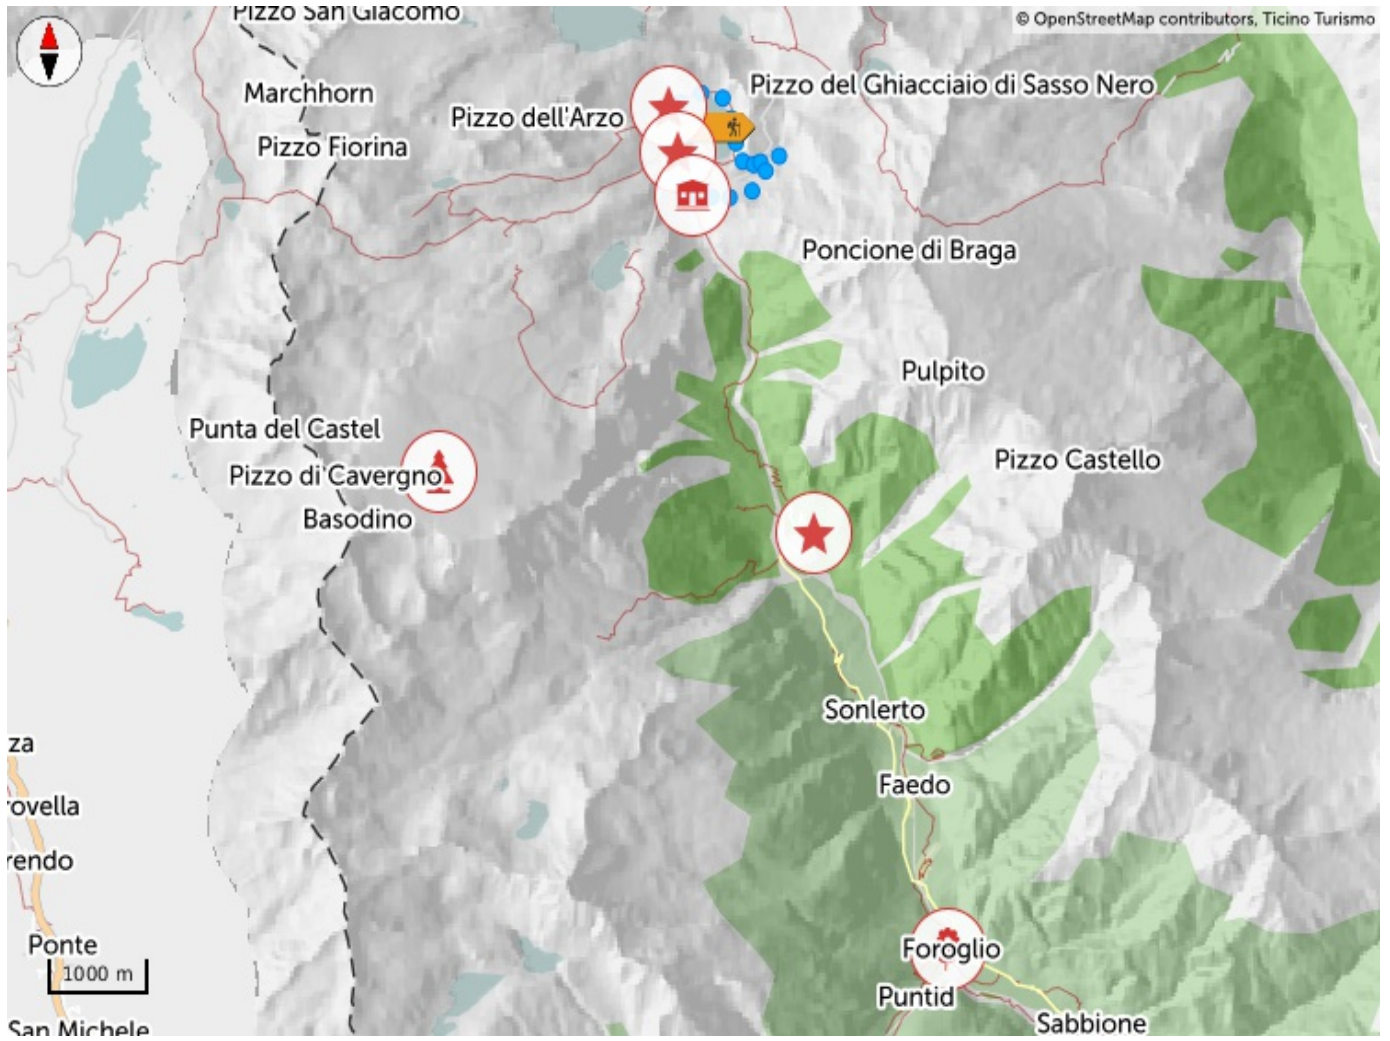 Pizzo San Giacomo
© OpenStreetMap contributors, Ticino Turismo
Marchhorn
Pizzo del Ghiacciaio di Sasso Nero
Pizzo dell'Arzo
Pizzo Fiorina
Poncione di Braga
Pulpito
Punta del Castel
Pizzo Castello
Pizzo di Cavergno
Basodino
Sonlerto
za
Faedo
rovella
rendo
Ponte
Foroglio
1000 m
Puntid
Sabbione
San Michele